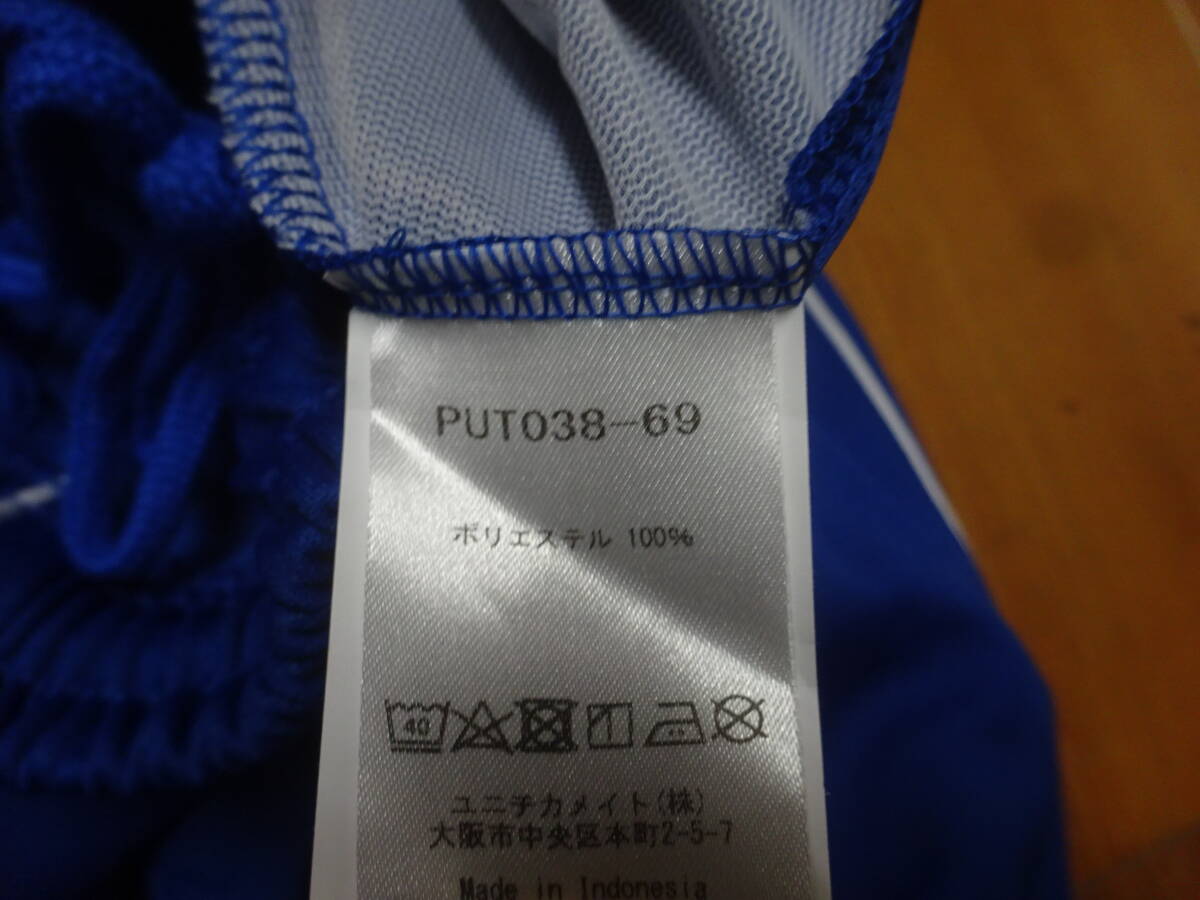 PUT038-69
ポリエステル 100%
40
ユニチカメイト(株)
大阪市中央区本町2-5-7
Made in Indonesia